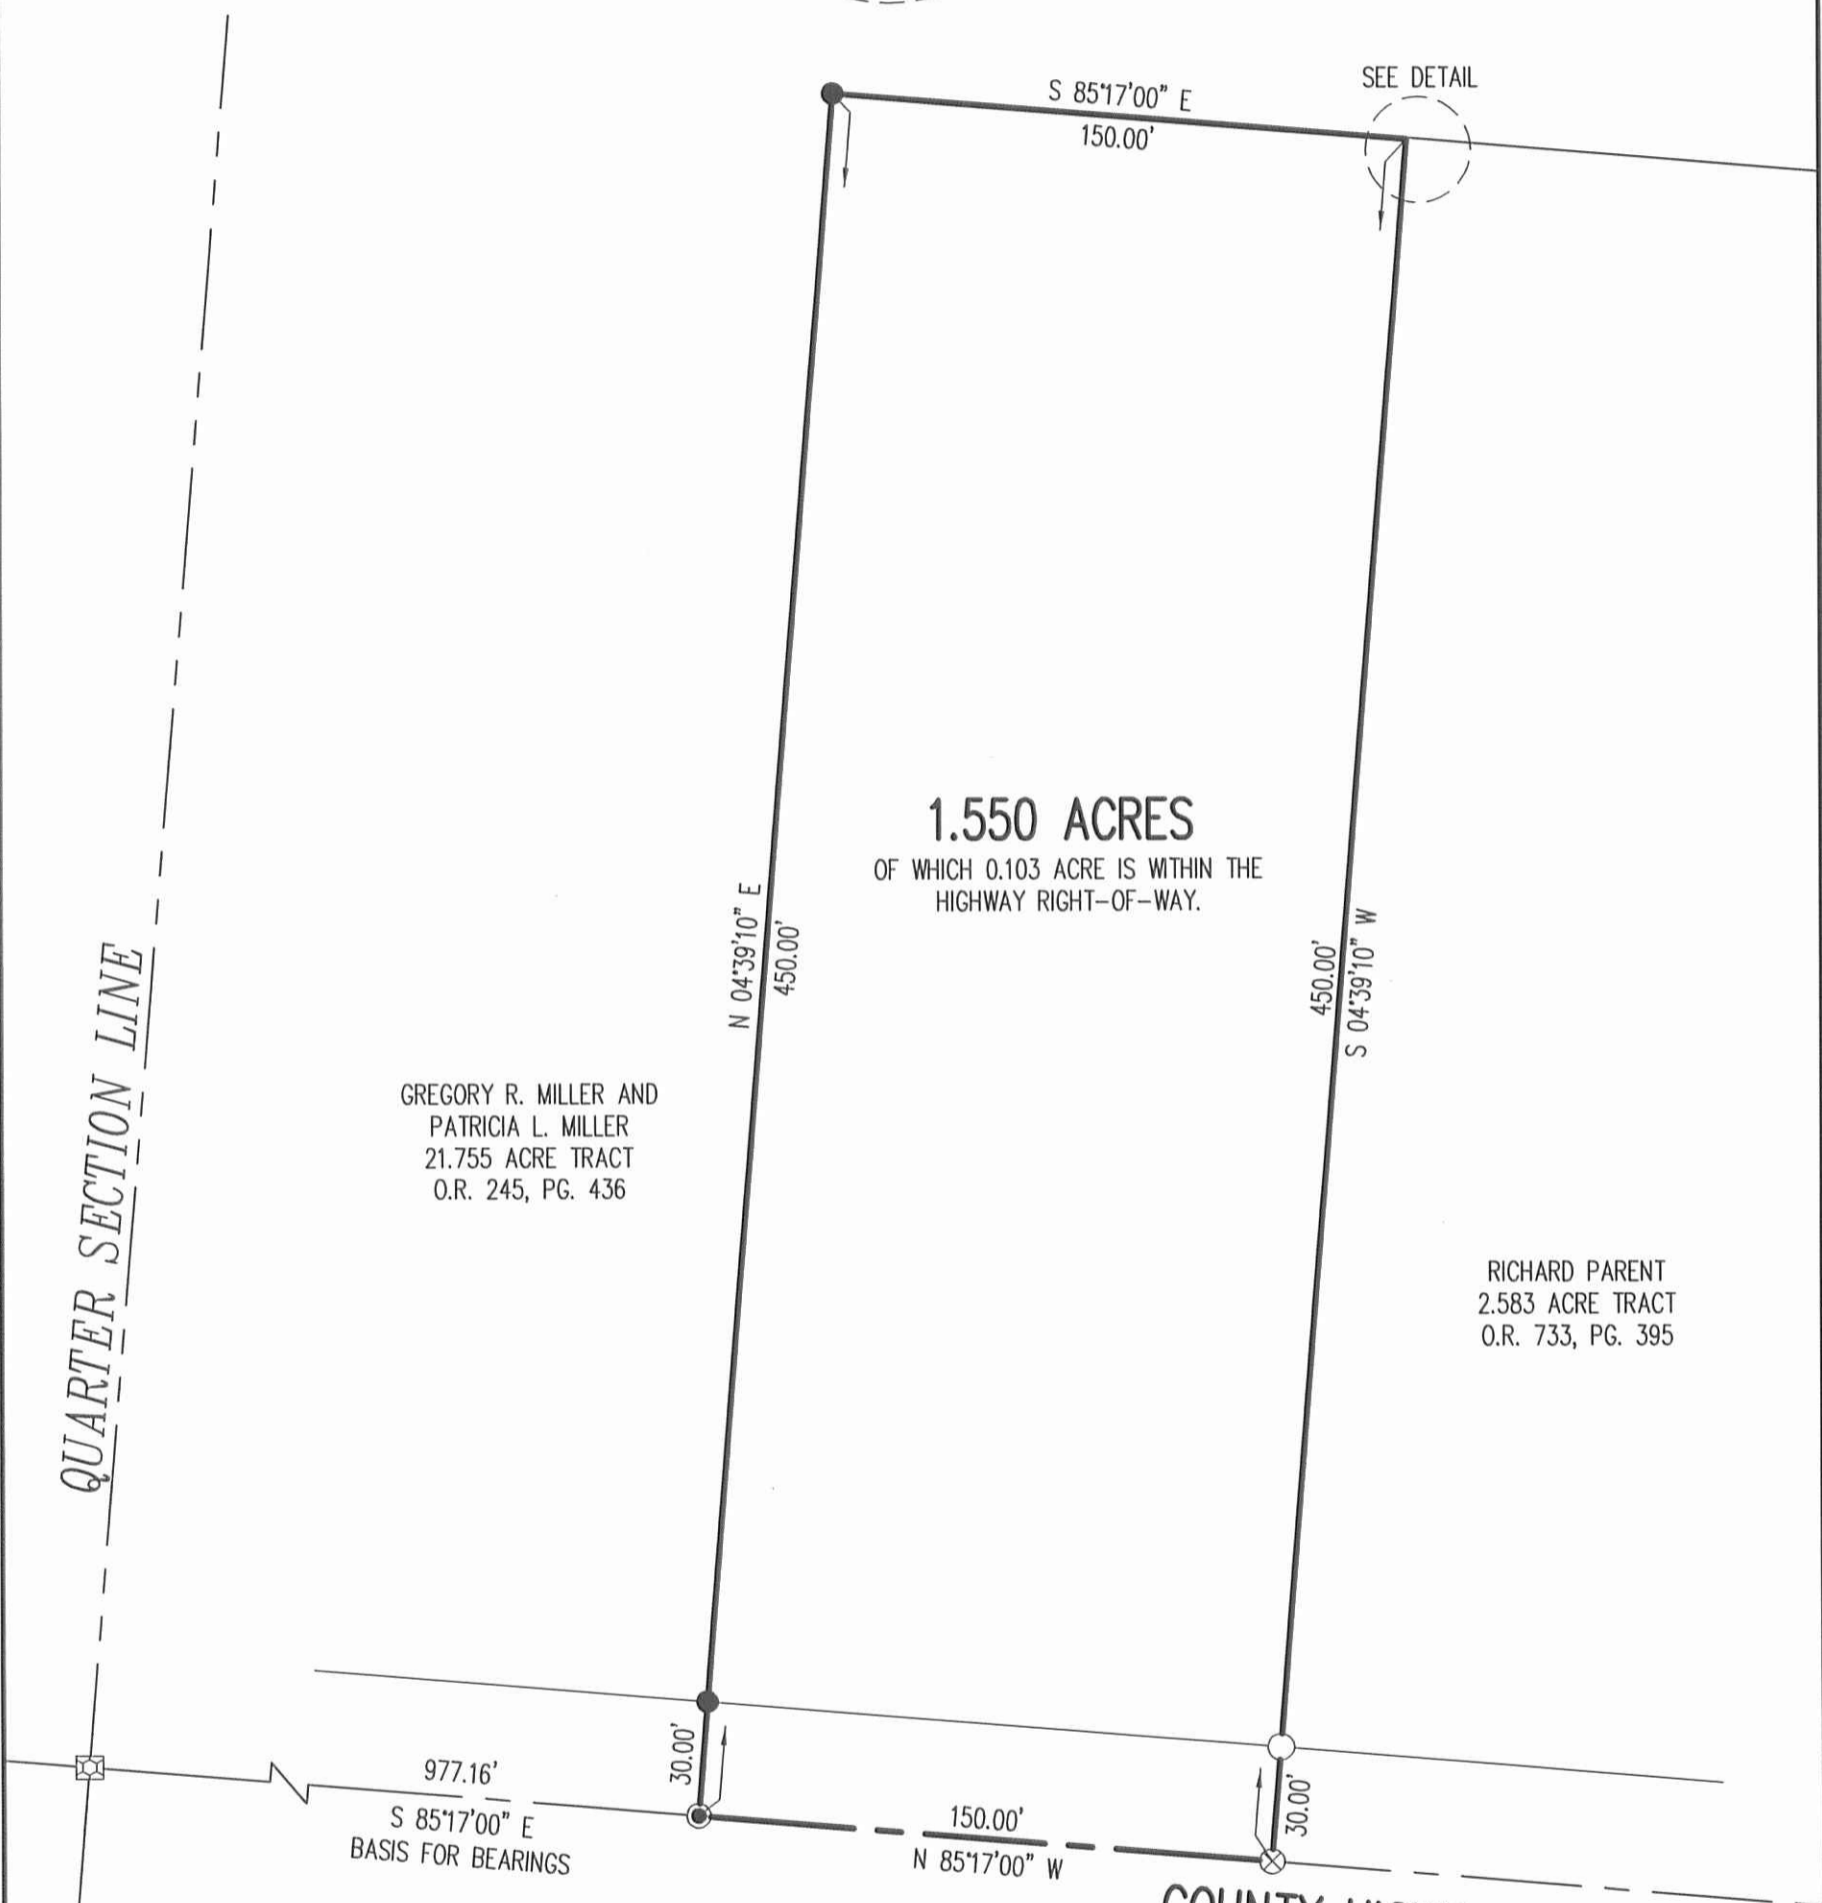 SEE DETAIL
S 85°17'00" E
150.00'
1.550 ACRES
OF WHICH 0.103 ACRE IS WITHIN THE
HIGHWAY RIGHT-OF-WAY.
N 04°39'10" E
450.00'
450.00'
S 04°39'10" W
QUARTER SECTION LINE
GREGORY R. MILLER AND
PATRICIA L. MILLER
21.755 ACRE TRACT
O.R. 245, PG. 436
RICHARD PARENT
2.583 ACRE TRACT
O.R. 733, PG. 395
30.00'
977.16'
S 85°17'00" E
BASIS FOR BEARINGS
150.00'
N 85°17'00" W
30.00'
COUNTY